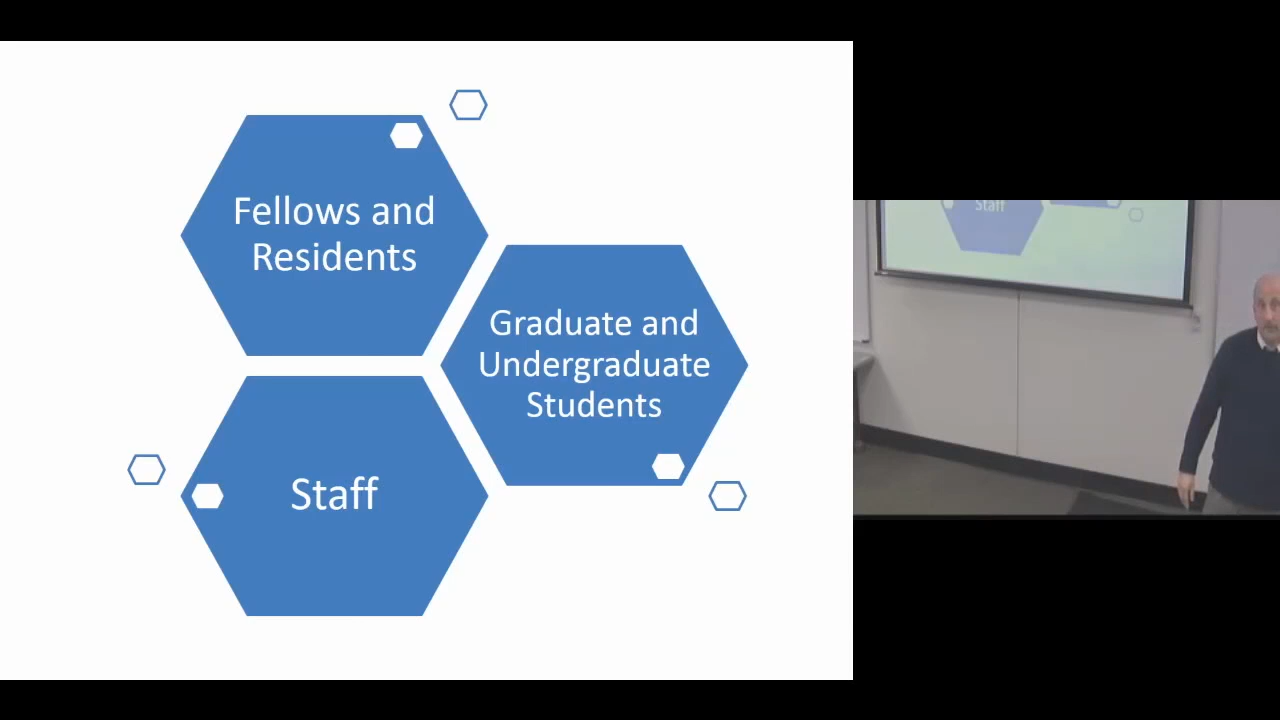 Fellows and
Residents
Graduate and
Undergraduate
Students
Staff
Staff